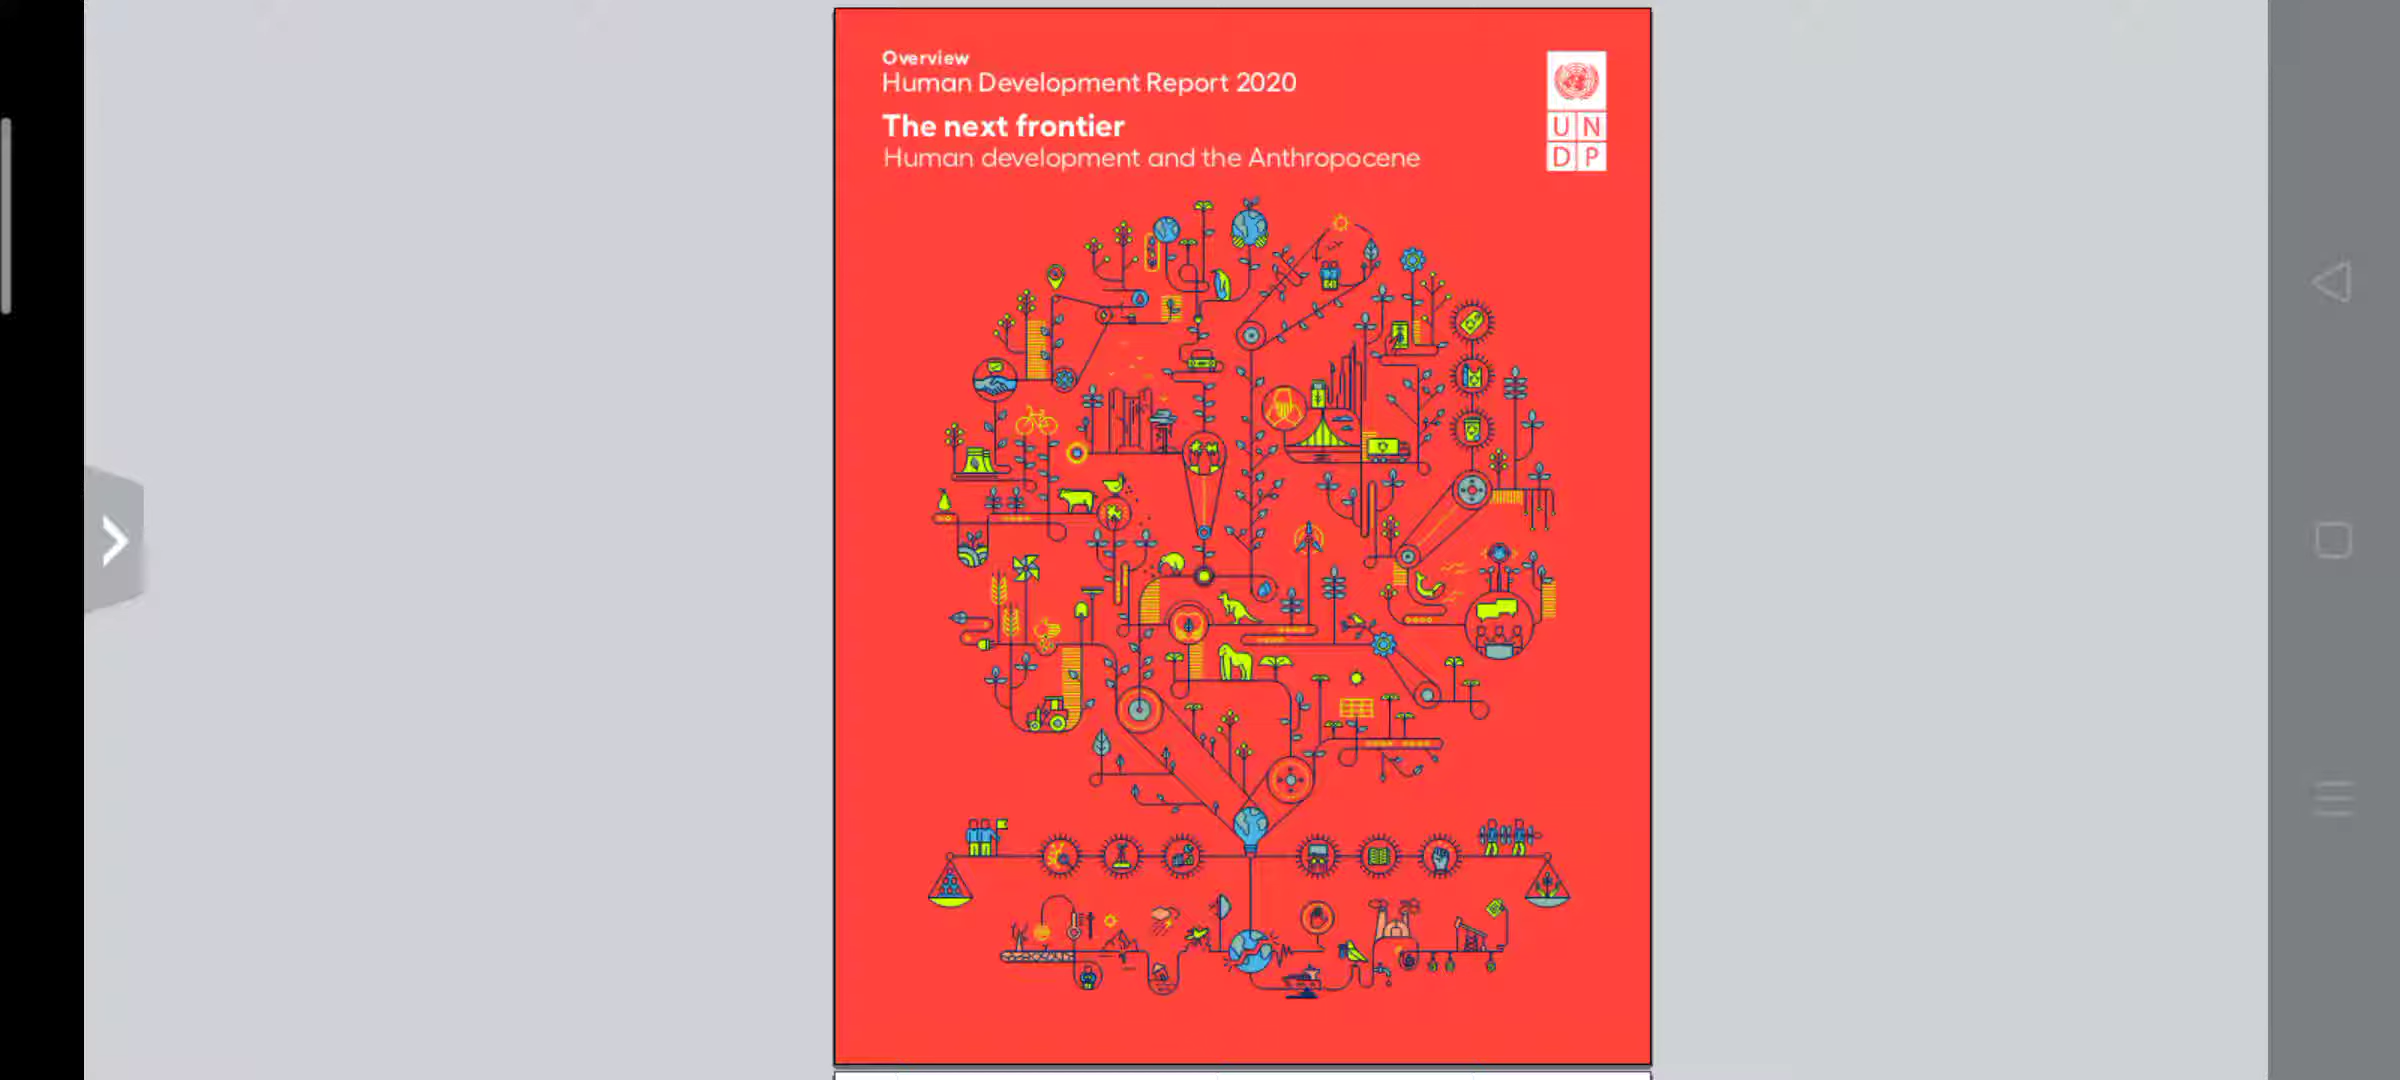 Overview
Human Development Report 2020
The next frontier
Human development and the Anthropocene
U N
D P